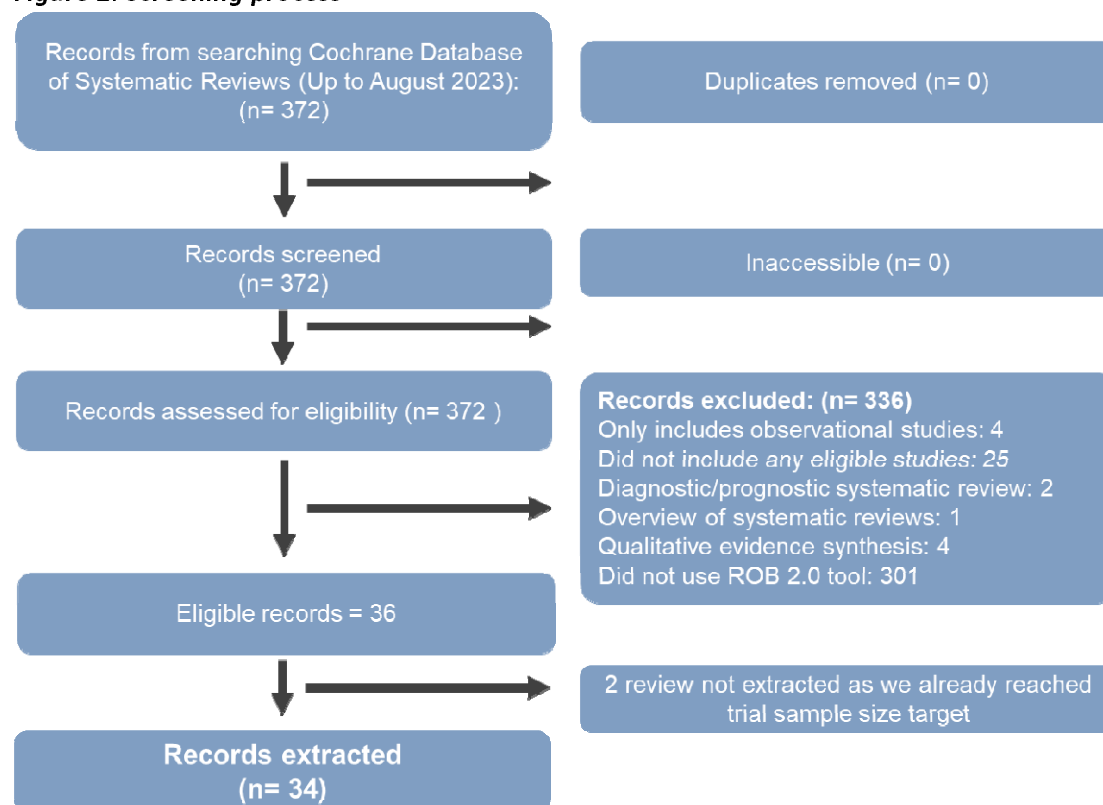 Figure 2. screening process
Records from searching Cochrane Database
of Systematic Reviews (Up to August 2023):
(n= 372)
Duplicates removed (n= 0)
Records screened
(n= 372)
Inaccessible (n= 0)
Records assessed for eligibility (n= 372 )
Records excluded: (n= 336)
Only includes observational studies: 4
Did not include any eligible studies: 25
Diagnostic/prognostic systematic review: 2
Overview of systematic reviews: 1
Qualitative evidence synthesis: 4
Did not use ROB 2.0 tool: 301
Eligible records = 36
2 review not extracted as we already reached
trial sample size target
Records extracted
(n= 34)